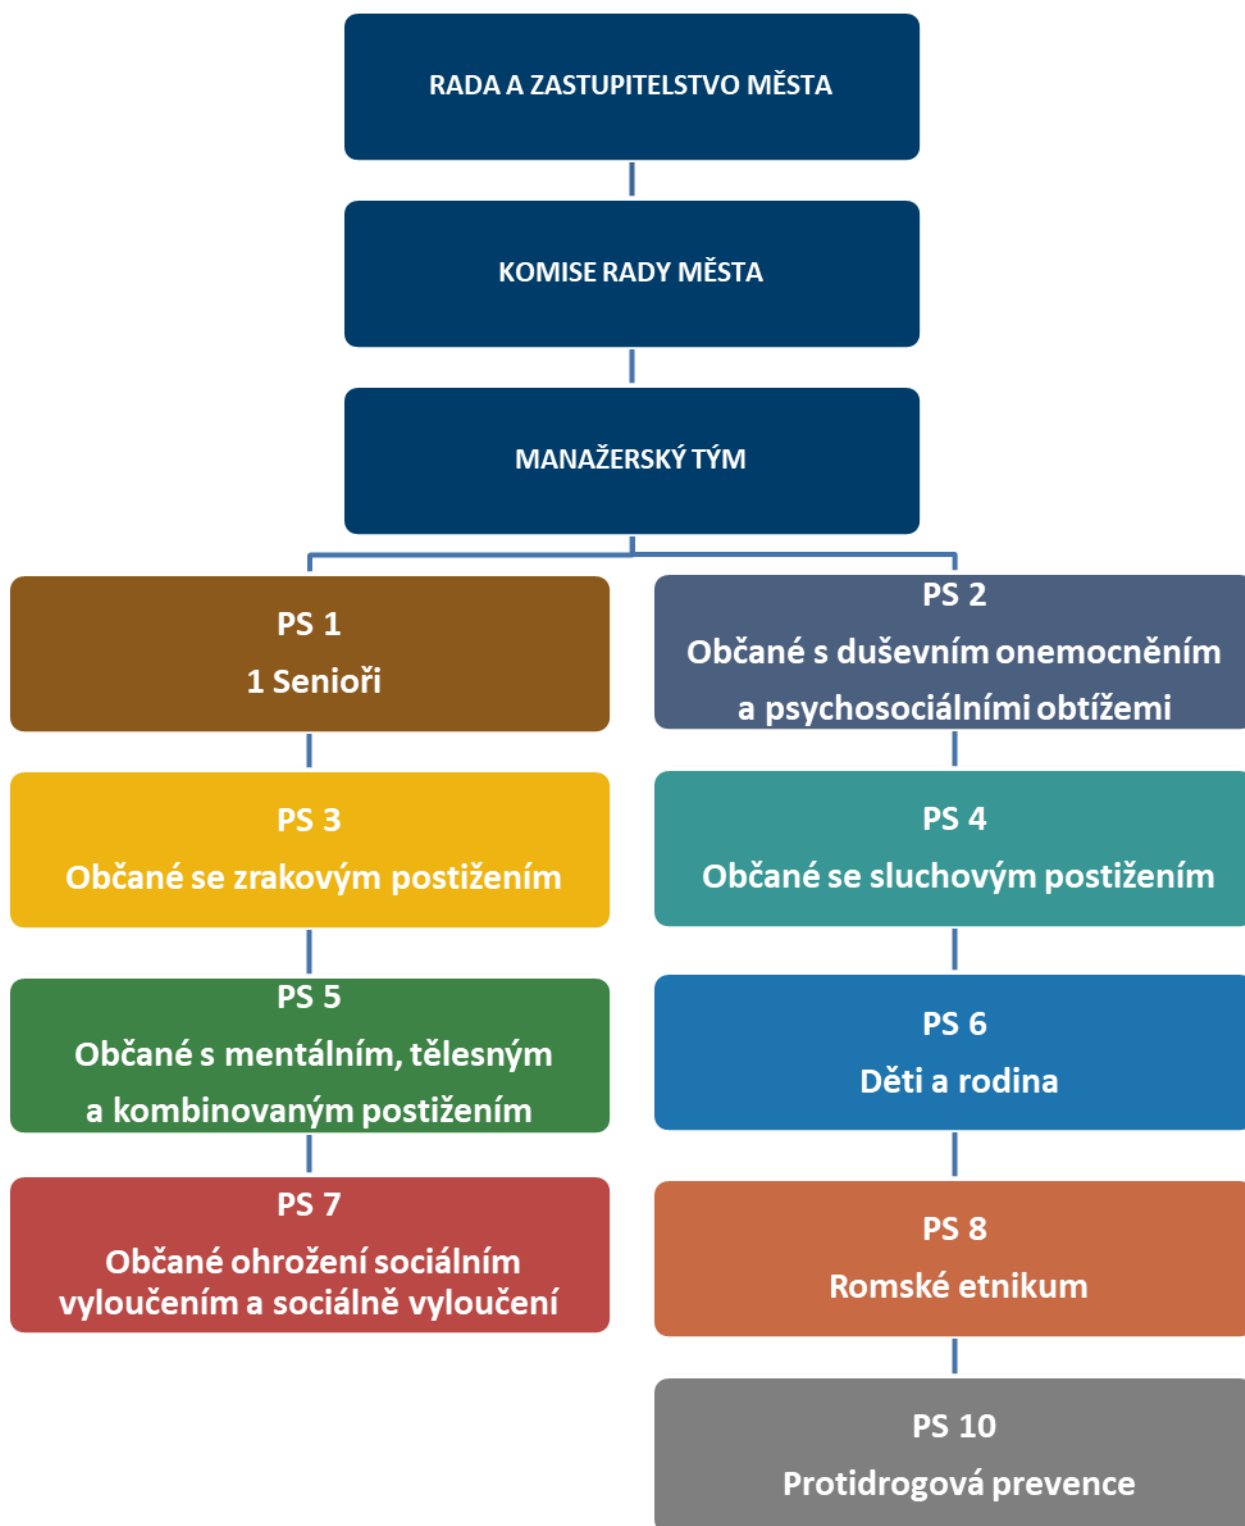 RADA A ZASTUPITELSTVO MĚSTA
KOMISE RADY MĚSTA
MANAŽERSKÝ TÝM
PS 1
1 Senioři
PS 2
Občané s duševním onemocněním
a psychosociálními obtížemi
PS 3
Občané se zrakovým postižením
PS 4
Občané se sluchovým postižením
PS 5
Občané s mentálním, tělesným
a kombinovaným postižením
PS 6
Děti a rodina
PS 7
Občané ohrožení sociálním
vyloučením a sociálně vyloučení
PS 8
Romské etnikum
PS 10
Protidrogová prevence